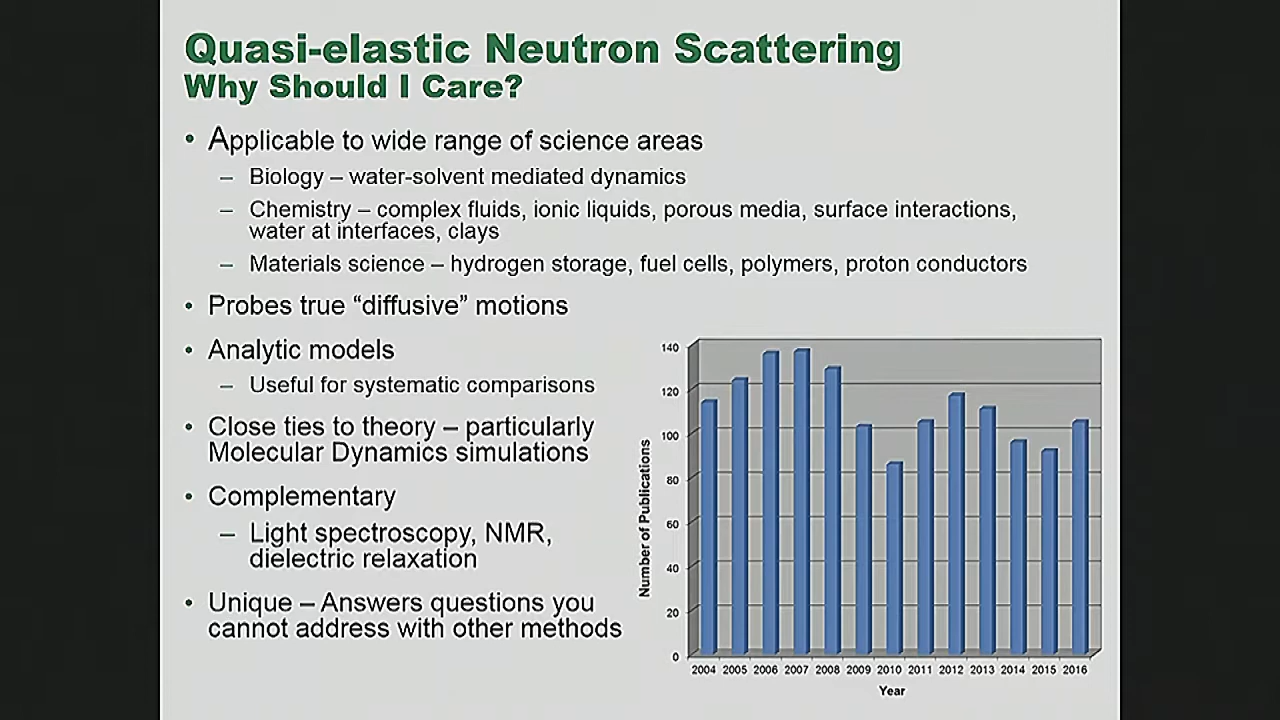 Quasi-elastic Neutron Scattering
Why Should I Care?
• Applicable to wide range of science areas
– Biology – water-solvent mediated dynamics
– Chemistry – complex fluids, ionic liquids, porous media, surface interactions,
water at interfaces, clays
– Materials science – hydrogen storage, fuel cells, polymers, proton conductors
• Probes true “diffusive” motions
• Analytic models
– Useful for systematic comparisons
• Close ties to theory – particularly
Molecular Dynamics simulations
• Complementary
– Light spectroscopy, NMR,
dielectric relaxation
• Unique – Answers questions you
cannot address with other methods
Number of Publications
140
120
100
80
60
40
20
0
2004 2005 2006 2007 2008 2009 2010 2011 2012 2013 2014 2015 2016
Year